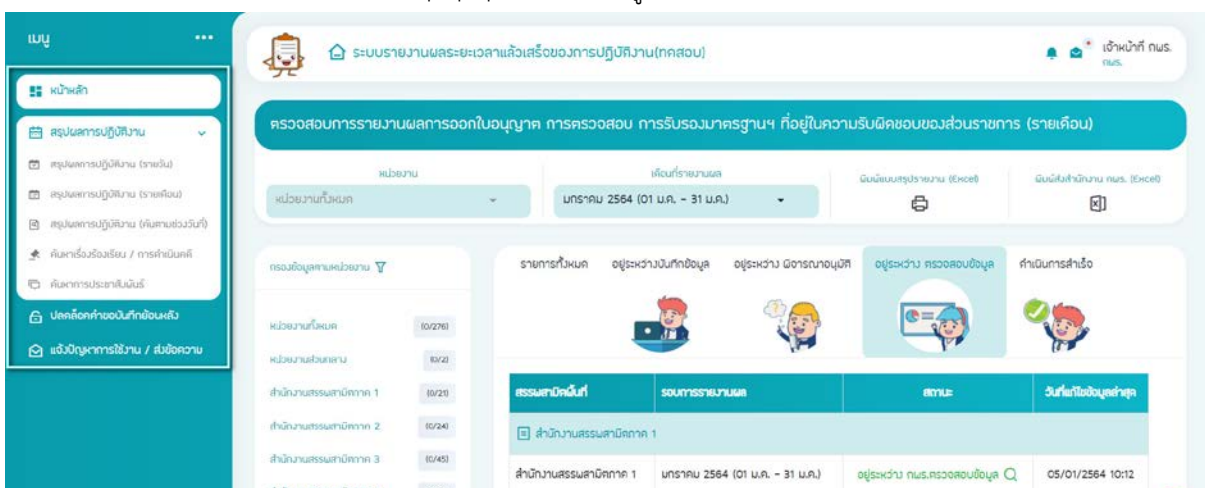 เมนู
หน้าหลัก
สรุปผลการปฏิบัติงาน
สรุปผลการปฏิบัติงาน (รายวัน)
สรุปผลการปฏิบัติงาน (รายเดือน)
สรุปผลการปฏิบัติงาน (ค้นตามช่วงวันที่)
ค้นหาเรื่องร้องเรียน / การดำเนินคดี
ค้นหาการประชาสัมพันธ์
ปลดล็อกคำขอบันทึกย้อนหลัง
แจ้งปัญหาการใช้งาน / ส่งข้อความ
ระบบรายงานผลระยะเวลาแล้วเสร็จของการปฏิบัติงาน(ทดสอบ)
เจ้าหน้าที่ กมร.
กมร.
ตรวจสอบการรายงานผลการออกใบอนุญาต การตรวจสอบ การรับรองมาตรฐานฯ ที่อยู่ในความรับผิดชอบของส่วนราชการ (รายเดือน)
หน่วยงาน
หน่วยงานทั้งหมด
เดือนที่รายงานผล
มกราคม 2564 (01 ม.ค. - 31 ม.ค.)
พิมพ์แบบสรุปรายงาน (Excel)
พิมพ์ส่งสำนักงาน กมร. (Excel)
กรองข้อมูลตามหน่วยงาน
หน่วยงานทั้งหมด (0/276)
หน่วยงานส่วนกลาง (0/2)
สำนักงานสรรพสามิตภาค 1 (0/21)
สำนักงานสรรพสามิตภาค 2 (0/24)
สำนักงานสรรพสามิตภาค 3 (0/45)
รายการทั้งหมด อยู่ระหว่างบันทึกข้อมูล อยู่ระหว่าง พิจารณาอนุมัติ อยู่ระหว่าง ตรวจสอบข้อมูล ดำเนินการสำเร็จ
สรรพสามิตพื้นที่ รอบการรายงานผล สถานะ วันที่แก้ไขข้อมูลล่าสุด
สำนักงานสรรพสามิตภาค 1
สำนักงานสรรพสามิตภาค 1 มกราคม 2564 (01 ม.ค. - 31 ม.ค.) อยู่ระหว่าง กมร.ตรวจสอบข้อมูล 05/01/2564 10:12